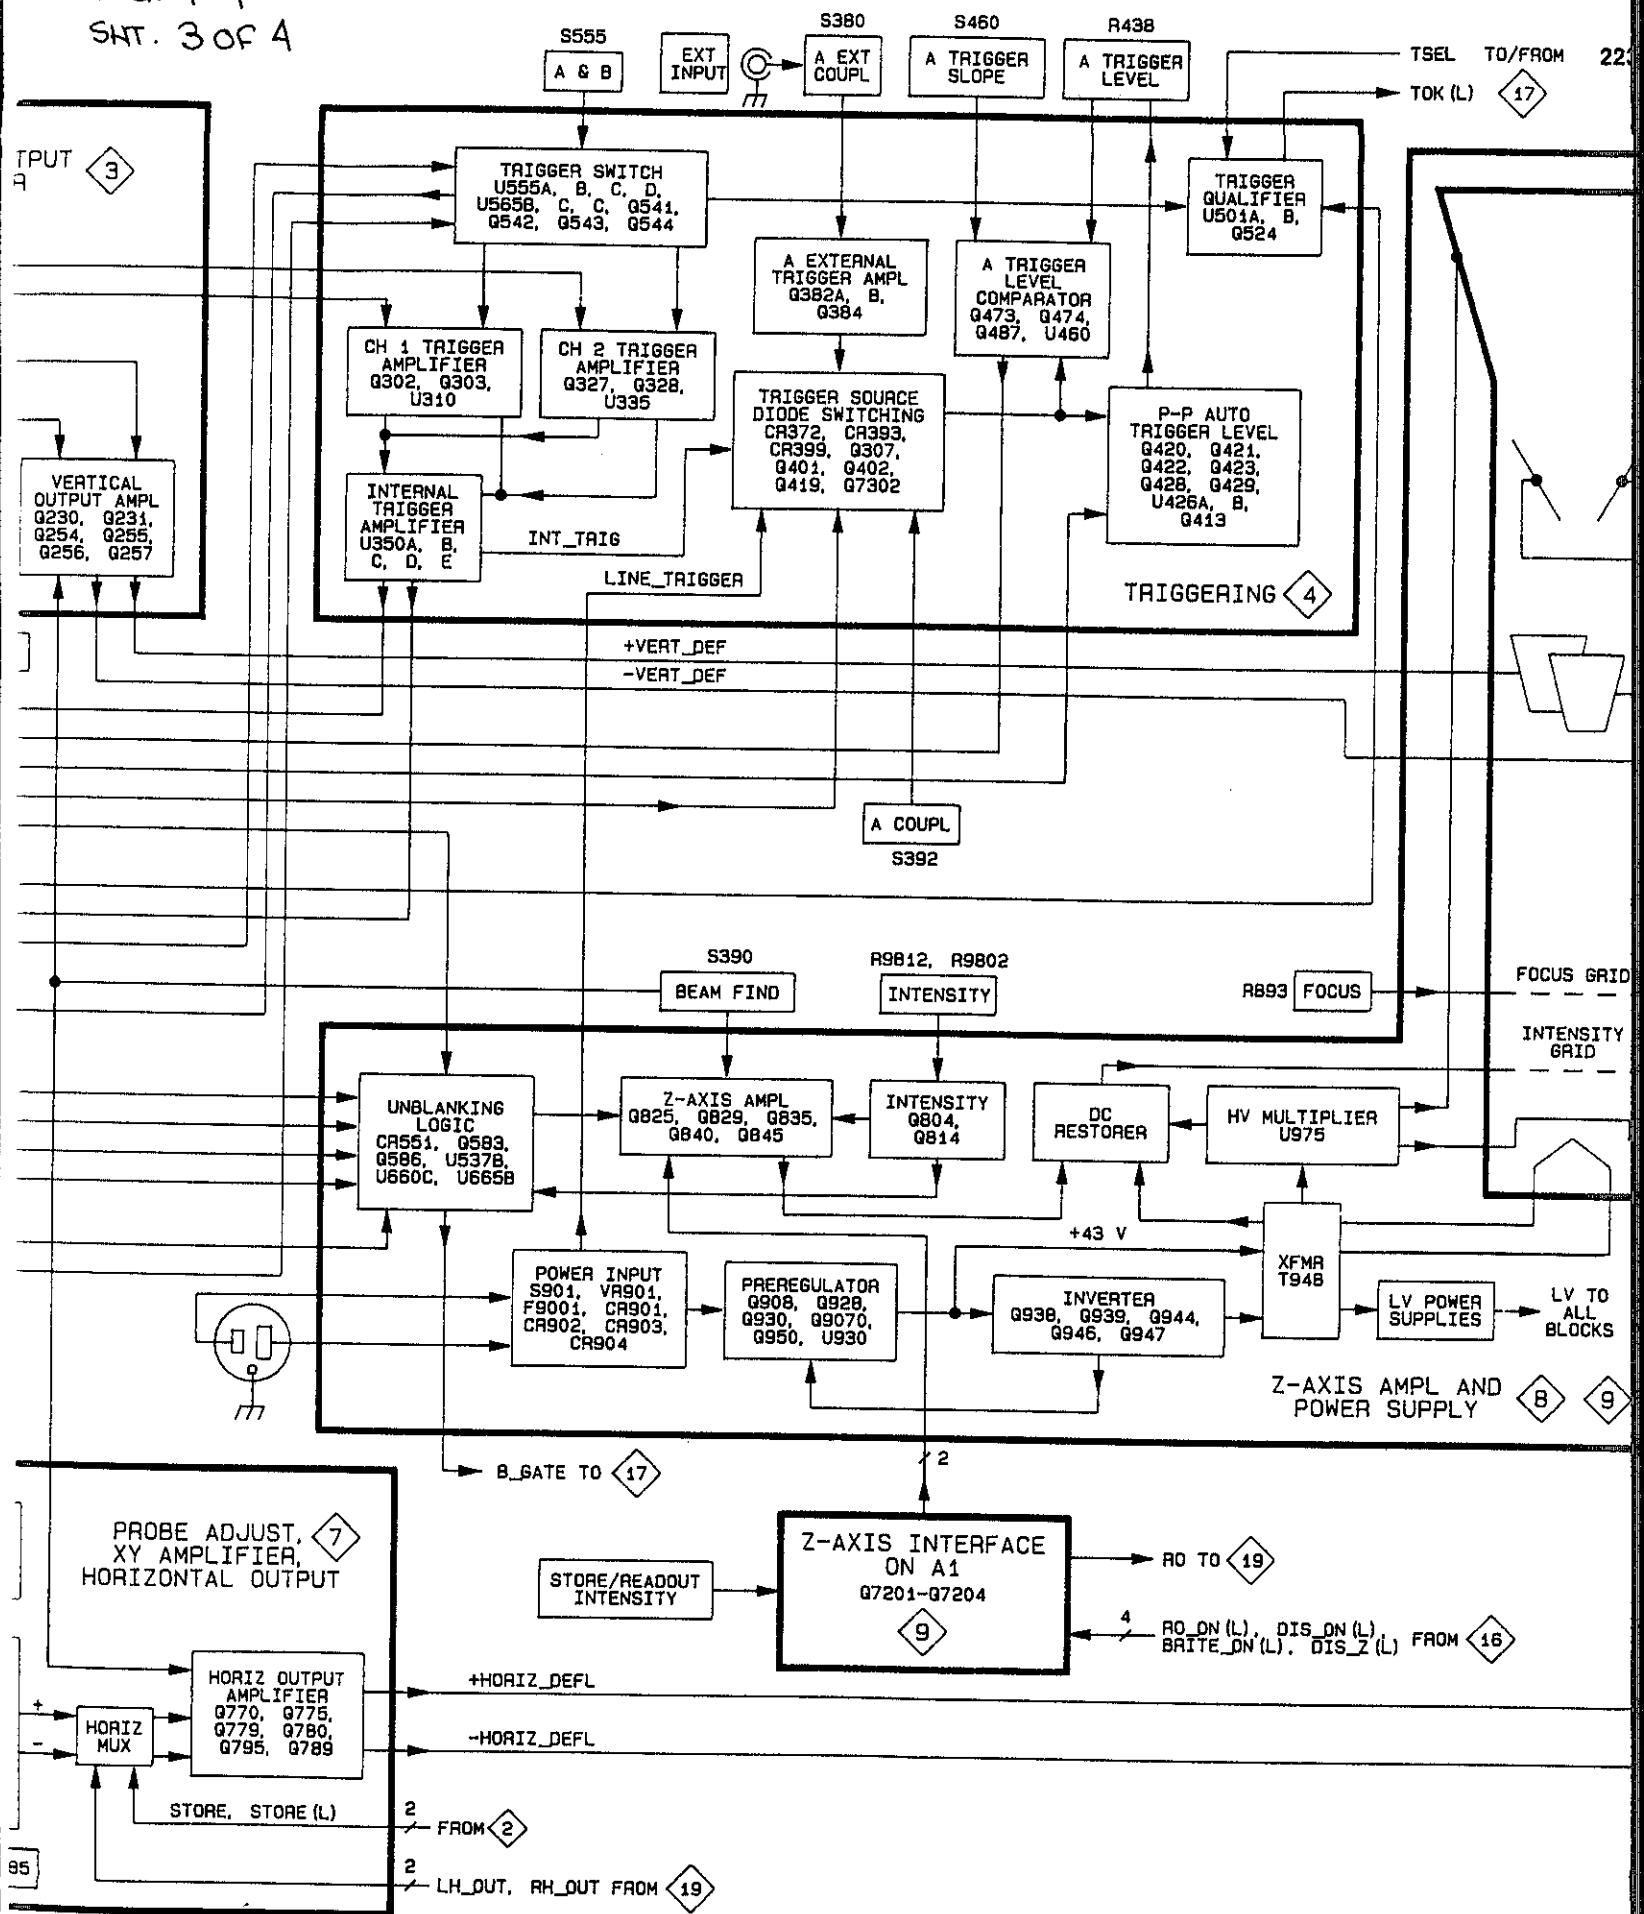 SHT. 3 OF 4
S555
A & B
EXT
INPUT
S380
A EXT
COUPL
S460
A TRIGGER
SLOPE
R438
A TRIGGER
LEVEL
TSEL TO/FROM
TOK (L) 17
TPUT 3
TRIGGER SWITCH
U555A, B, C, D,
U565B, C, C, Q541,
Q542, Q543, Q544
TRIGGER
QUALIFIER
U501A, B,
Q524
A EXTERNAL
TRIGGER AMPL
Q382A, B,
Q384
A TRIGGER
LEVEL
COMPARATOR
Q473, Q474,
Q487, U460
CH 1 TRIGGER
AMPLIFIER
Q302, Q303,
U310
CH 2 TRIGGER
AMPLIFIER
Q327, Q328,
U335
TRIGGER SOURCE
DIODE SWITCHING
CR372, CR393,
CR399, Q307,
Q401, Q402,
Q419, Q7302
P-P AUTO
TRIGGER LEVEL
Q420, Q421,
Q422, Q423,
Q428, Q429,
U426A, B,
Q413
VERTICAL
OUTPUT AMPL
Q230, Q231,
Q254, Q255,
Q256, Q257
INTERNAL
TRIGGER
AMPLIFIER
U350A, B,
C, D, E
INT_TRIG
LINE_TRIGGER
TRIGGERING 4
+VERT_DEF
-VERT_DEF
A COUPL
S392
S390
BEAM FIND
R9812, R9802
INTENSITY
R893 FOCUS
FOCUS GRID
INTENSITY
GRID
UNBLANKING
LOGIC
CR551, Q583,
Q586, U537B,
U660C, U665B
Z-AXIS AMPL
Q825, Q829, Q835,
Q840, Q845
INTENSITY
Q804,
Q814
DC
RESTORER
HV MULTIPLIER
U975
+43 V
XFMR
T948
POWER INPUT
S901, VR901,
F9001, CR901,
CR902, CR903,
CR904
PREREGULATOR
Q908, Q928,
Q930, Q9070,
Q950, U930
INVERTER
Q938, Q939, Q944,
Q946, Q947
LV POWER
SUPPLIES
LV TO
ALL
BLOCKS
Z-AXIS AMPL AND
POWER SUPPLY 8 9
B_GATE TO 17
2
PROBE ADJUST, 7
XY AMPLIFIER,
HORIZONTAL OUTPUT
STORE/READOUT
INTENSITY
Z-AXIS INTERFACE
ON A1
Q7201-Q7204
9
RO TO 19
4
RO_ON (L), DIS_ON (L),
BRITE_ON (L), DIS_Z (L) FROM 16
HORIZ OUTPUT
AMPLIFIER
Q770, Q775,
Q779, Q780,
Q795, Q789
+
-
HORIZ
MUX
+HORIZ_DEFL
-HORIZ_DEFL
STORE, STORE (L)
2
FROM 2
2
LH_OUT, RH_OUT FROM 19